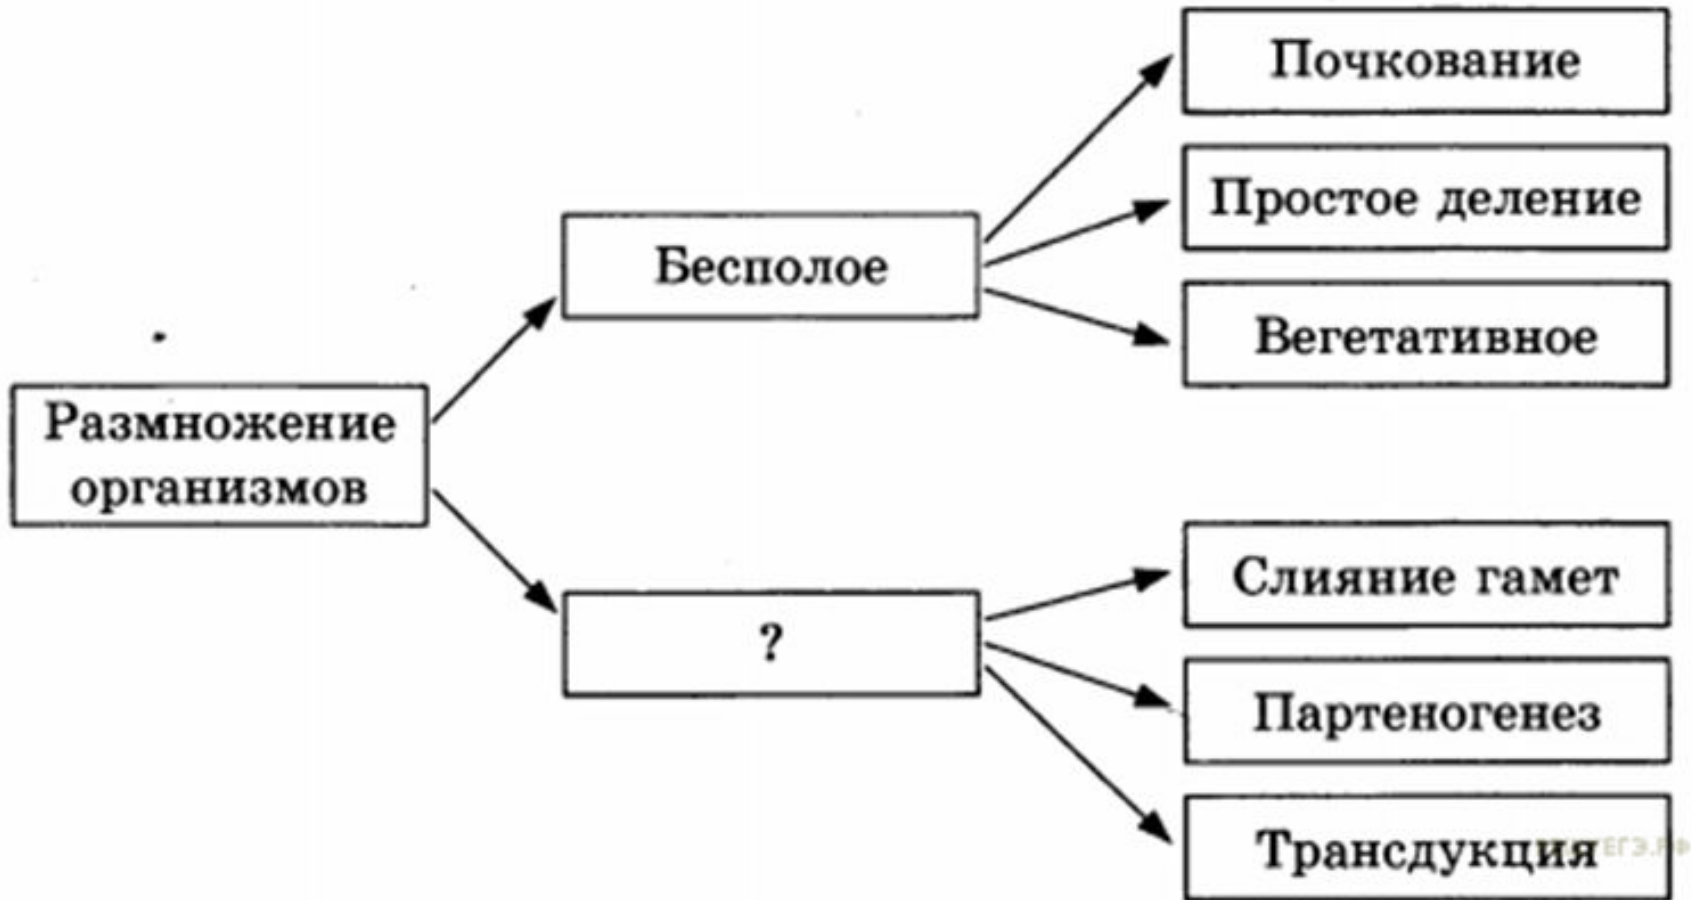 Почкование
Простое деление
Бесполое
Вегетативное
Размножение
организмов
Слияние гамет
?
Партеногенез
Трансдукция